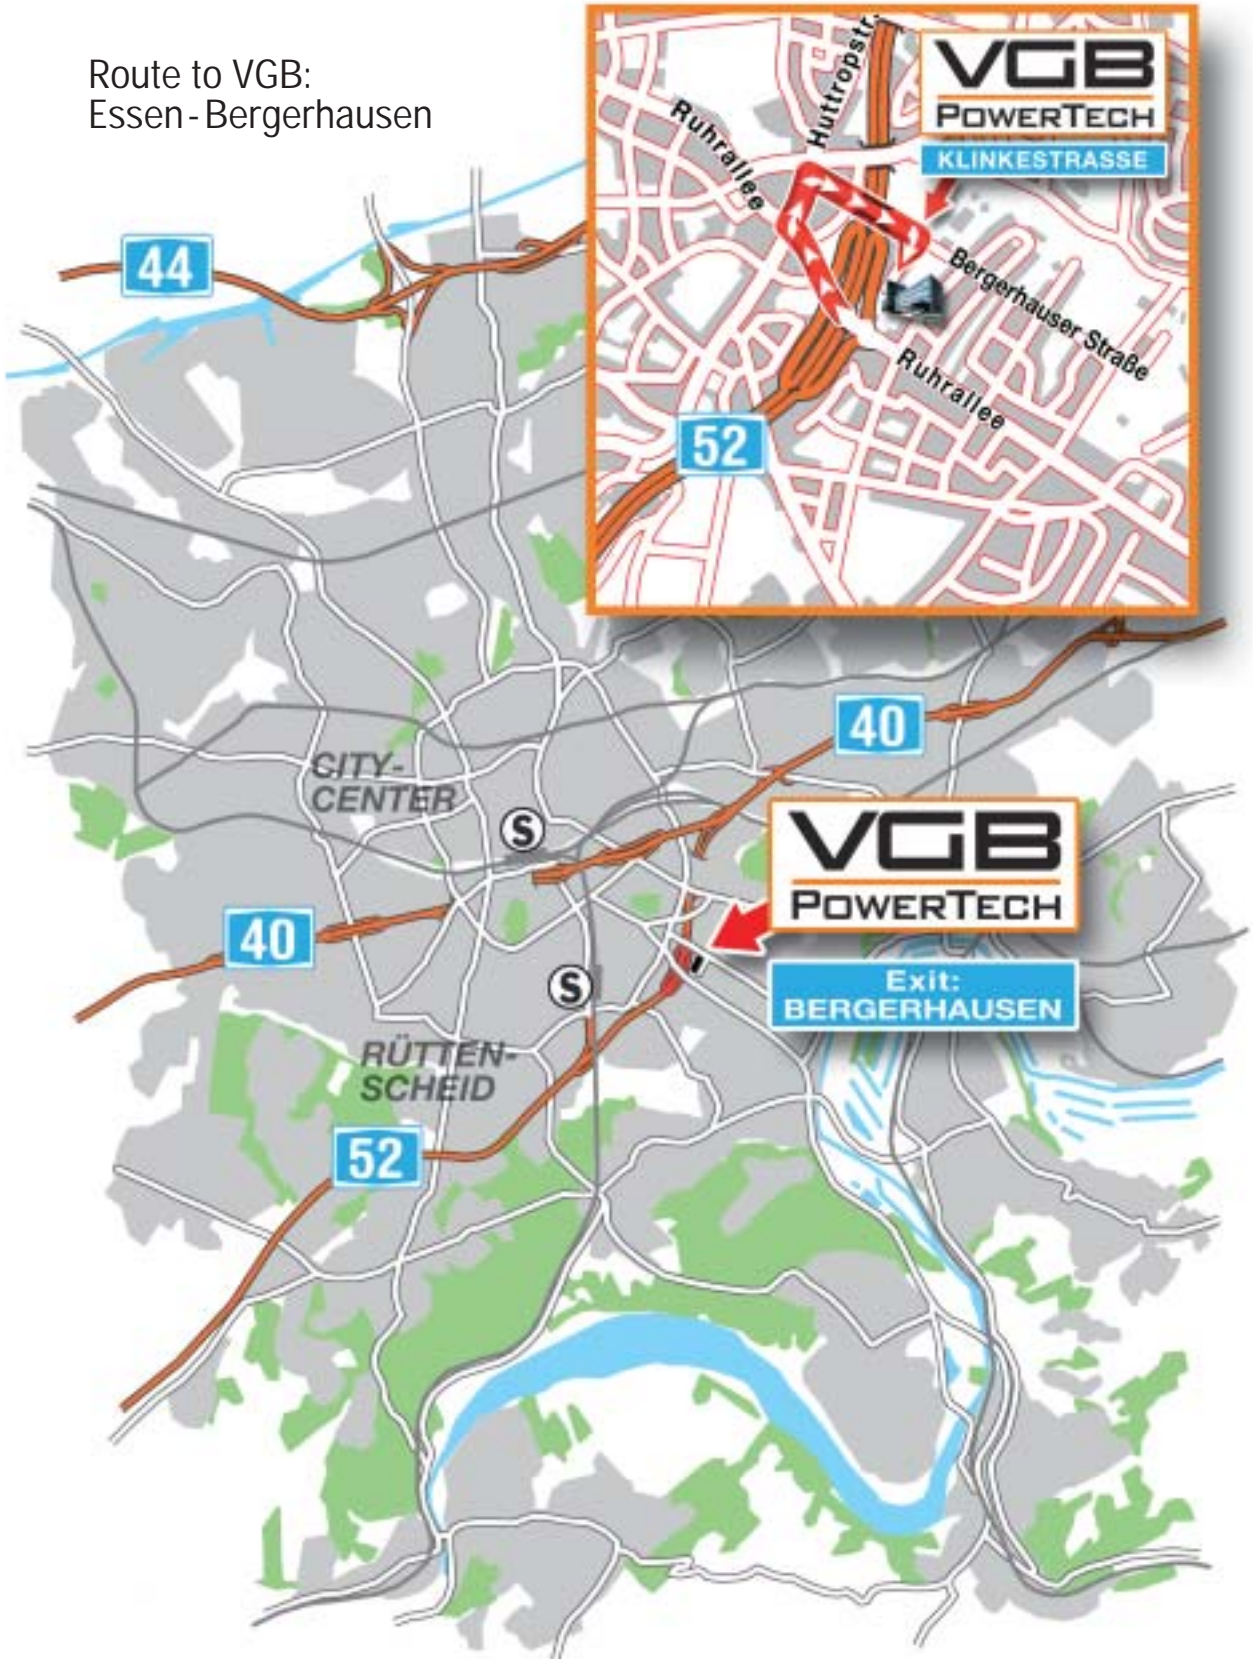 Route to VGB:
Essen-Bergerhausen
Huttropstr.
Ruhrallee
VGB
POWERTECH
KLINKESTRASSE
Bergerhauser Straße
Ruhrallee
52
44
40
CITY-
CENTER
S
VGB
POWERTECH
40
Exit:
BERGERHAUSEN
S
RÜTTEN-
SCHEID
52